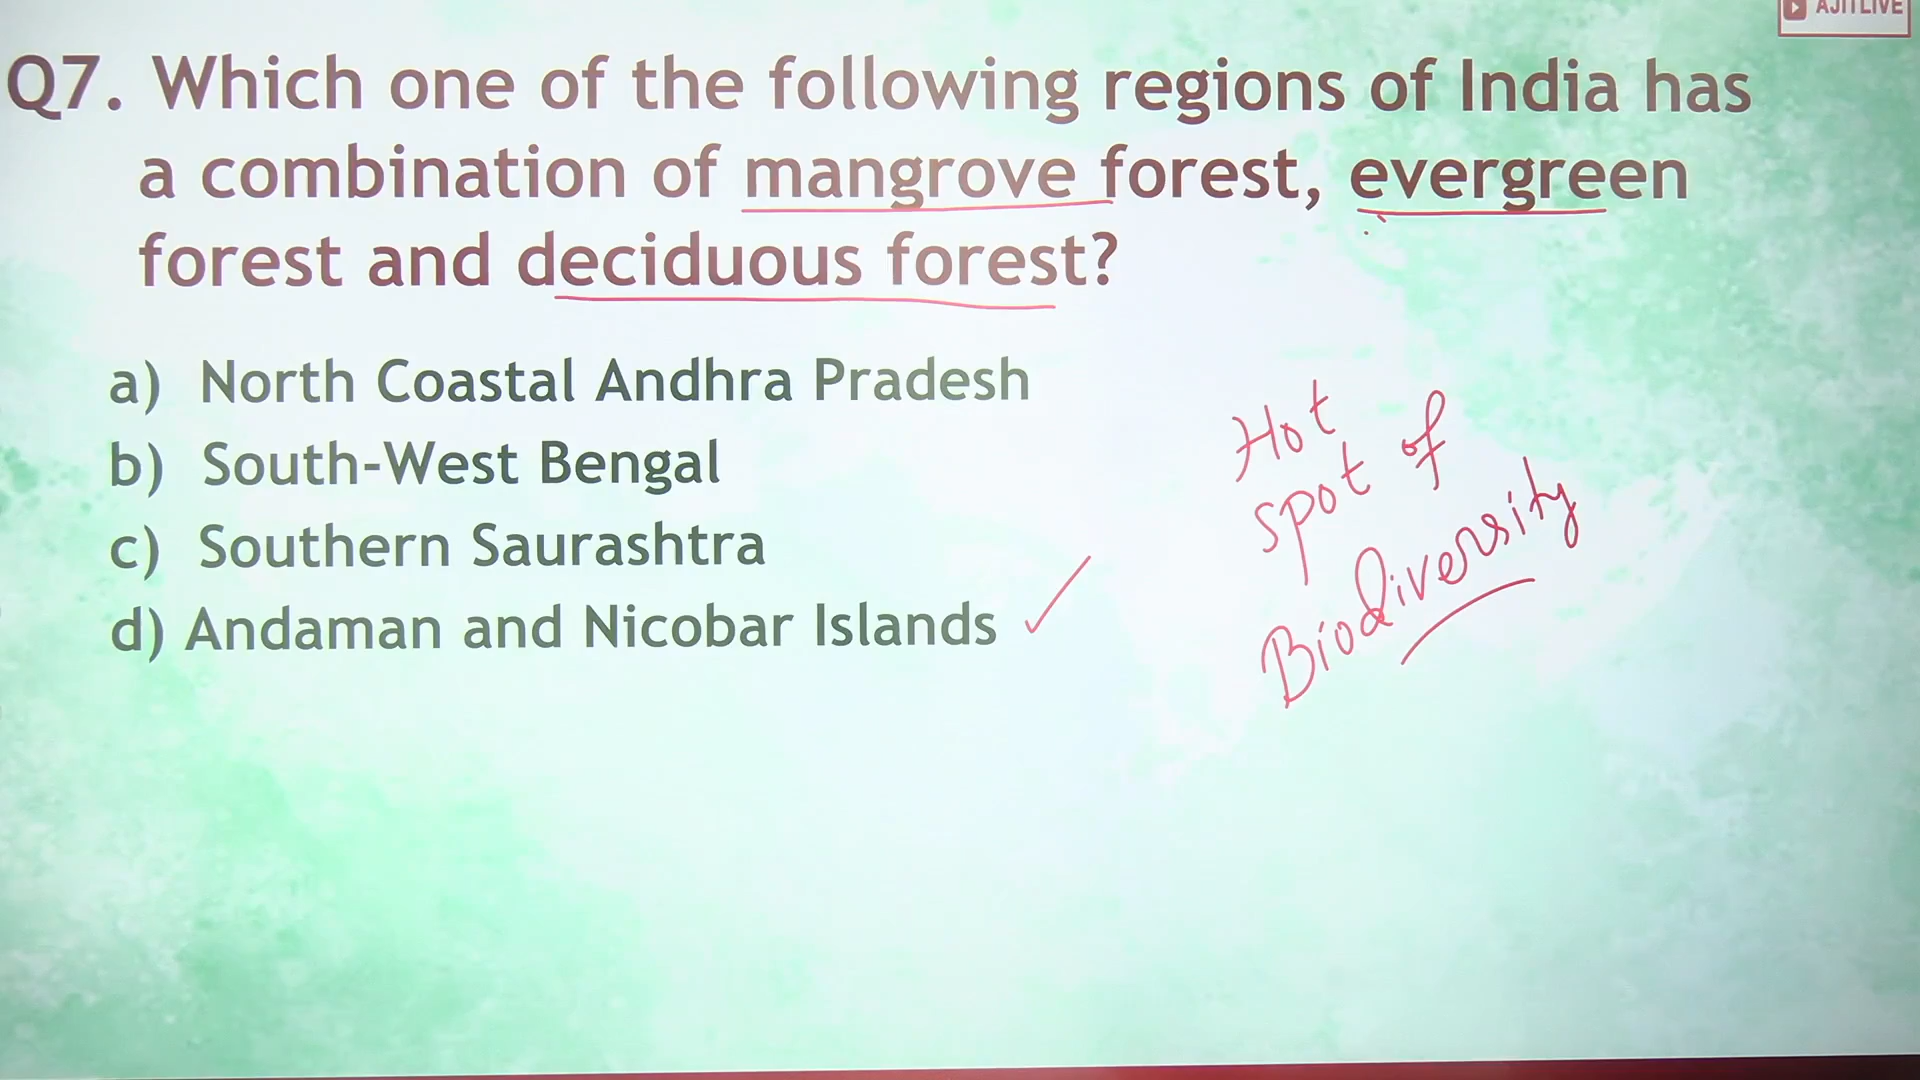 AJITLIVE
Q7. Which one of the following regions of India has
a combination of mangrove forest, evergreen
forest and deciduous forest?
a) North Coastal Andhra Pradesh
b) South-West Bengal
c) Southern Saurashtra
d) Andaman and Nicobar Islands
Hot
spot of
Biodiversity